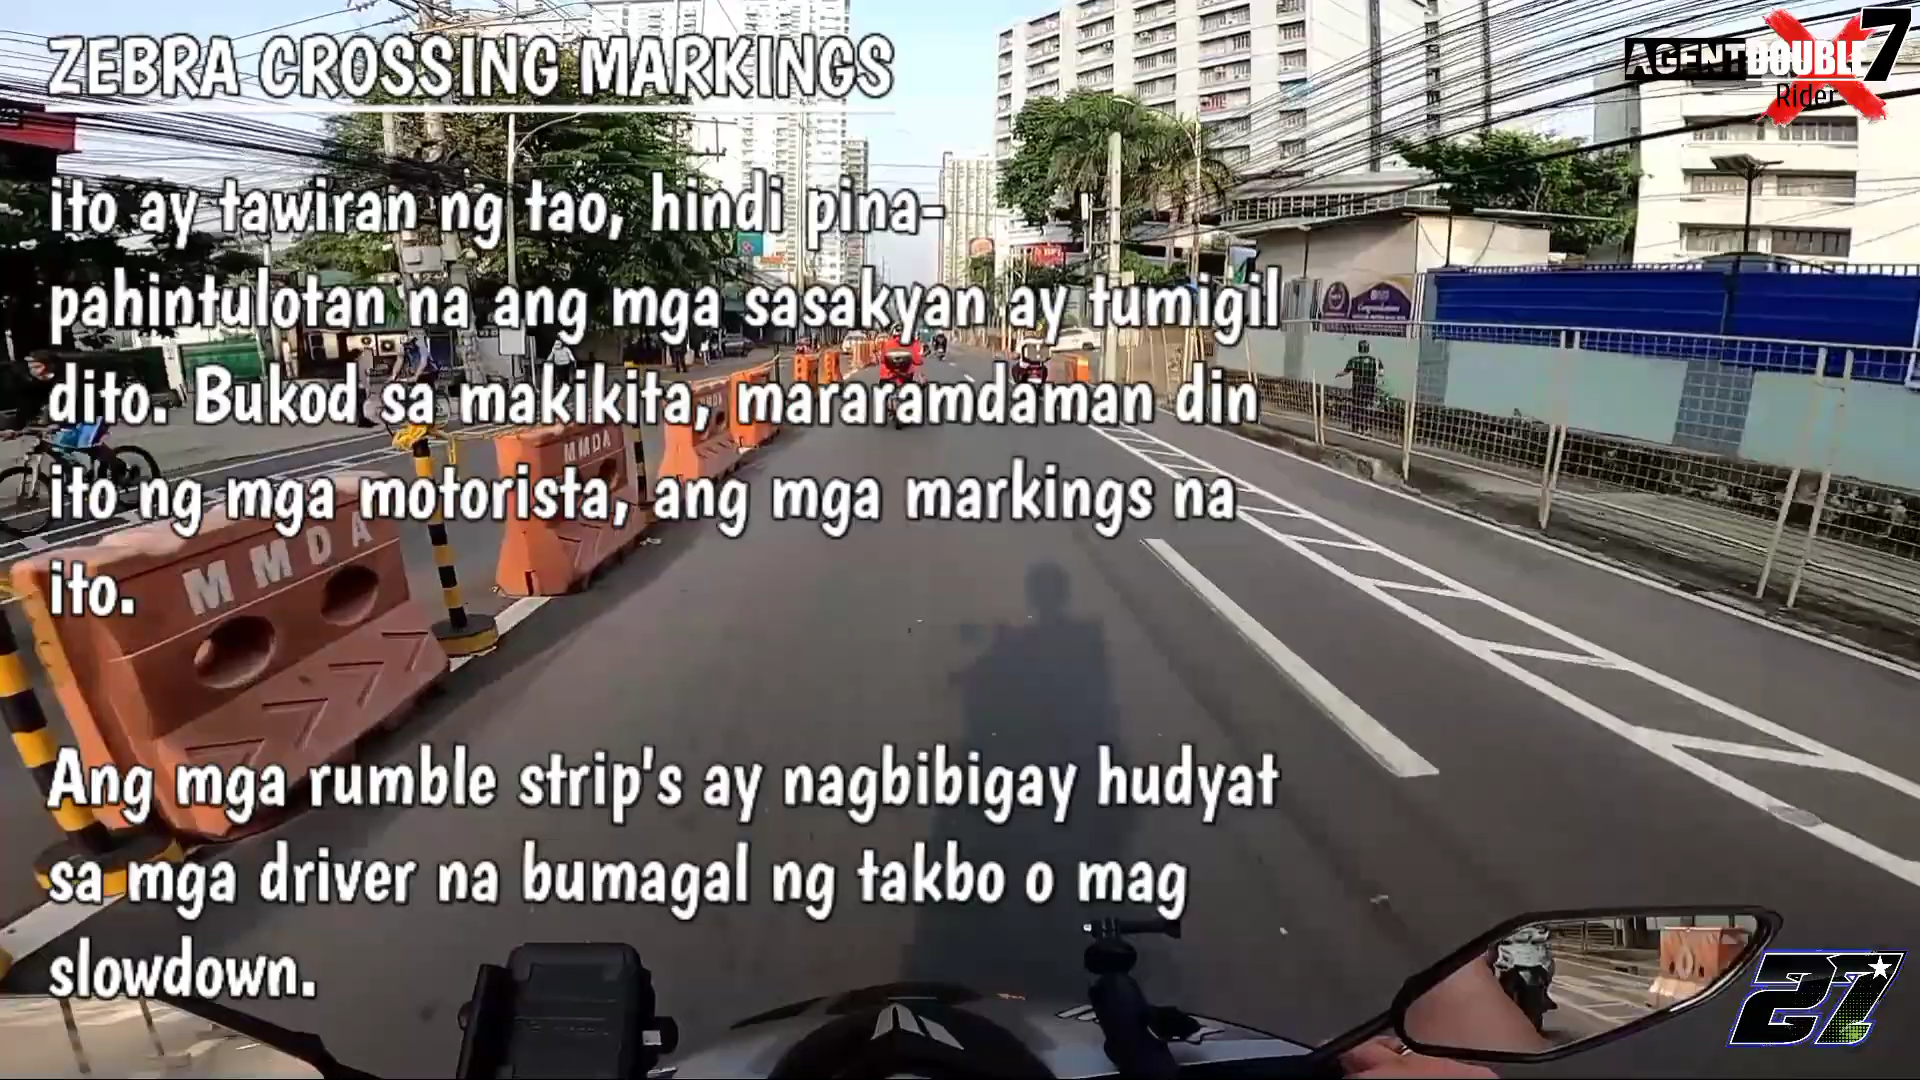 ZEBRA CROSSING MARKINGS
ito ay tawiran ng tao, hindi pina-
pahintulotan na ang mga sasakyan ay tumigil
dito. Bukod sa makikita, mararamdaman din
ito ng mga motorista, ang mga markings na
ito.
Ang mga rumble strip's ay nagbibigay hudyat
sa mga driver na bumagal ng takbo o mag
slowdown.
AGENT DOUBLE 7
Rider
MMDA
MMDA
27